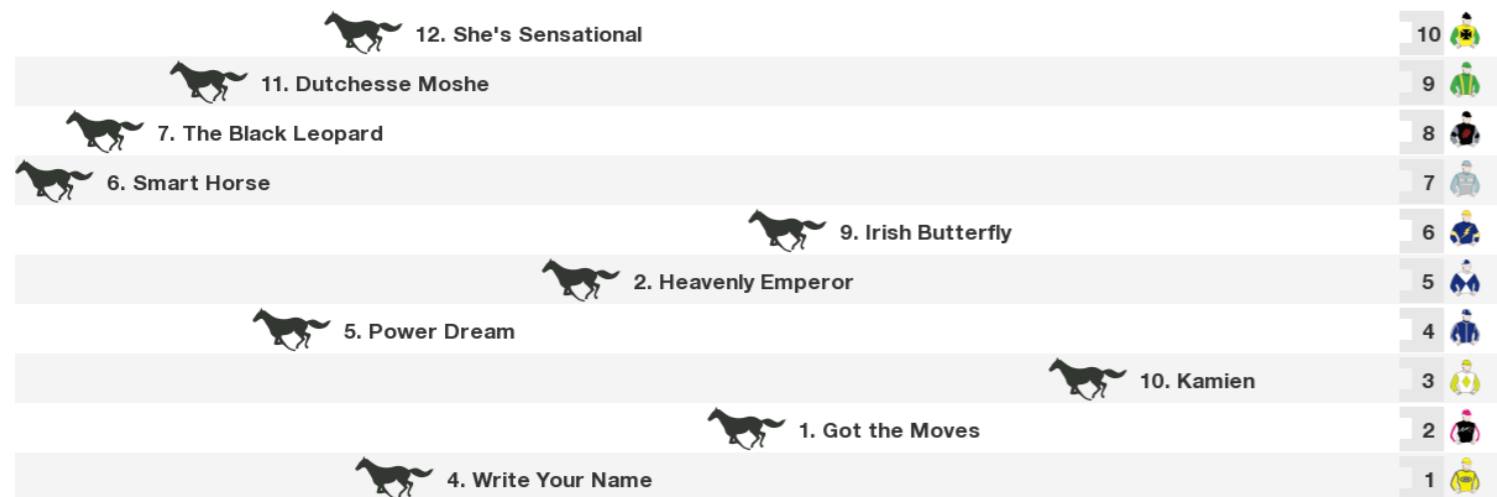 12. She's Sensational 10
11. Dutchesse Moshe 9
7. The Black Leopard 8
6. Smart Horse 7
9. Irish Butterfly 6
2. Heavenly Emperor 5
5. Power Dream 4
10. Kamien 3
1. Got the Moves 2
4. Write Your Name 1